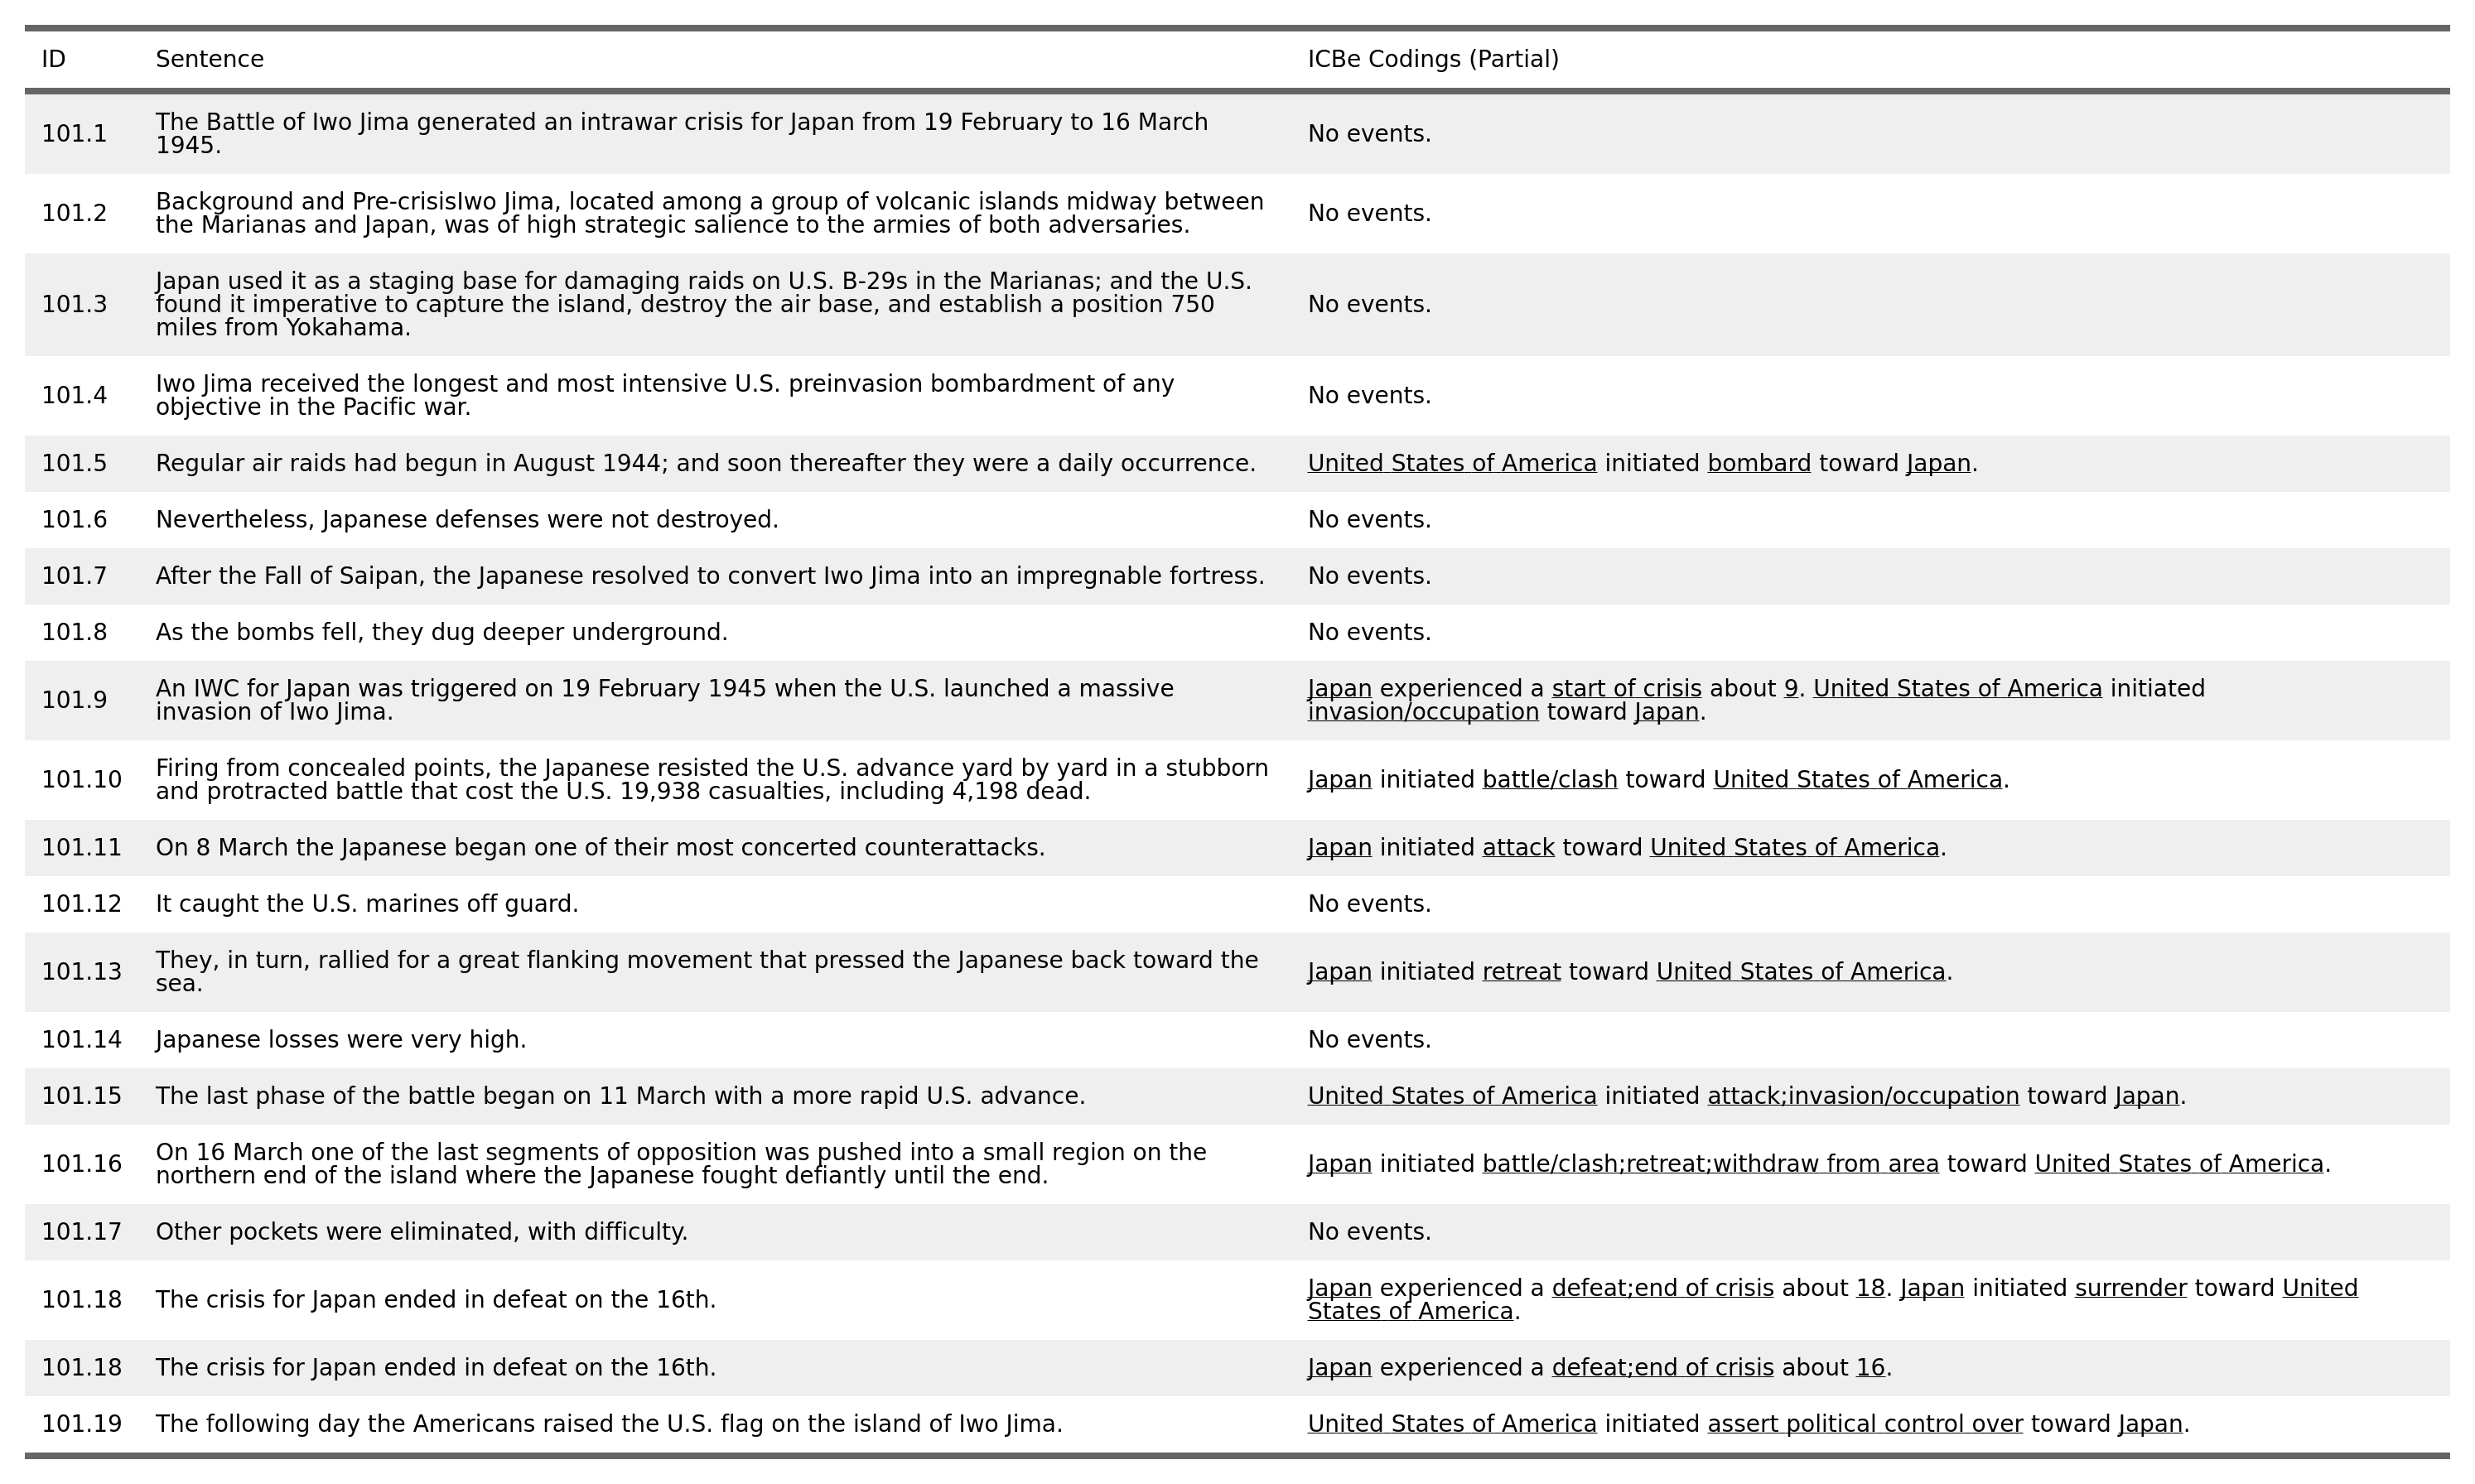 ID Sentence ICBe Codings (Partial)
101.1 The Battle of Iwo Jima generated an intrawar crisis for Japan from 19 February to 16 March
1945. No events.
101.2 Background and Pre-crisisIwo Jima, located among a group of volcanic islands midway between
the Marianas and Japan, was of high strategic salience to the armies of both adversaries. No events.
101.3 Japan used it as a staging base for damaging raids on U.S. B-29s in the Marianas; and the U.S.
found it imperative to capture the island, destroy the air base, and establish a position 750
miles from Yokahama. No events.
101.4 Iwo Jima received the longest and most intensive U.S. preinvasion bombardment of any
objective in the Pacific war. No events.
101.5 Regular air raids had begun in August 1944; and soon thereafter they were a daily occurrence. United States of America initiated bombard toward Japan.
101.6 Nevertheless, Japanese defenses were not destroyed. No events.
101.7 After the Fall of Saipan, the Japanese resolved to convert Iwo Jima into an impregnable fortress. No events.
101.8 As the bombs fell, they dug deeper underground. No events.
101.9 An IWC for Japan was triggered on 19 February 1945 when the U.S. launched a massive
invasion of Iwo Jima. Japan experienced a start of crisis about 9. United States of America initiated
invasion/occupation toward Japan.
101.10 Firing from concealed points, the Japanese resisted the U.S. advance yard by yard in a stubborn
and protracted battle that cost the U.S. 19,938 casualties, including 4,198 dead. Japan initiated battle/clash toward United States of America.
101.11 On 8 March the Japanese began one of their most concerted counterattacks. Japan initiated attack toward United States of America.
101.12 It caught the U.S. marines off guard. No events.
101.13 They, in turn, rallied for a great flanking movement that pressed the Japanese back toward the
sea. Japan initiated retreat toward United States of America.
101.14 Japanese losses were very high. No events.
101.15 The last phase of the battle began on 11 March with a more rapid U.S. advance. United States of America initiated attack;invasion/occupation toward Japan.
101.16 On 16 March one of the last segments of opposition was pushed into a small region on the
northern end of the island where the Japanese fought defiantly until the end. Japan initiated battle/clash;retreat;withdraw from area toward United States of America.
101.17 Other pockets were eliminated, with difficulty. No events.
101.18 The crisis for Japan ended in defeat on the 16th. Japan experienced a defeat;end of crisis about 18. Japan initiated surrender toward United
States of America.
101.18 The crisis for Japan ended in defeat on the 16th. Japan experienced a defeat;end of crisis about 16.
101.19 The following day the Americans raised the U.S. flag on the island of Iwo Jima. United States of America initiated assert political control over toward Japan.